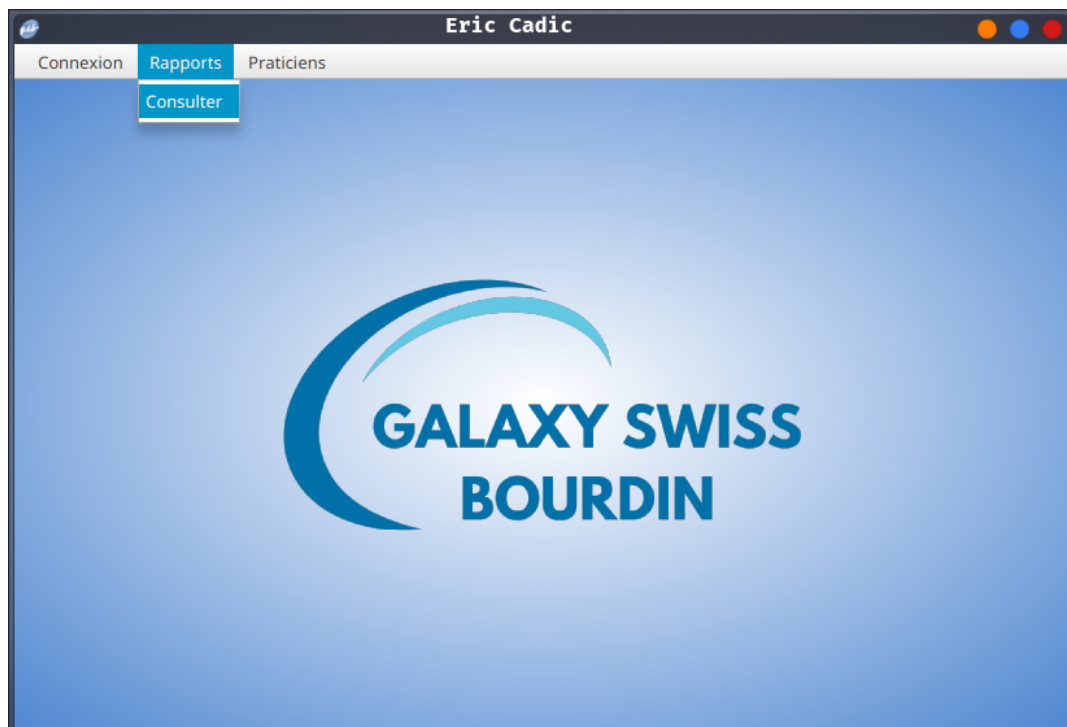 Eric Cadic
Connexion Rapports Praticiens
Consulter
GALAXY SWISS
BOURDIN